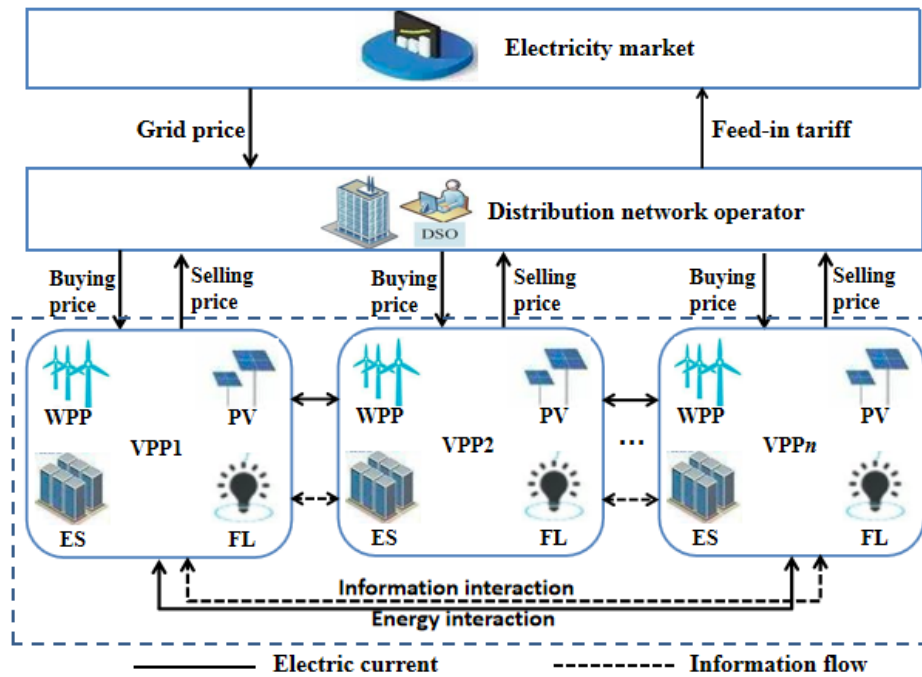 Electricity market
Grid price
Feed-in tariff
Distribution network operator
DSO
Buying
price
Selling
price
Buying
price
Selling
price
Buying
price
Selling
price
WPP
PV
VPP1
ES
FL
WPP
PV
VPP2
ES
FL
...
WPP
PV
VPPn
ES
FL
Information interaction
Energy interaction
Electric current
Information flow